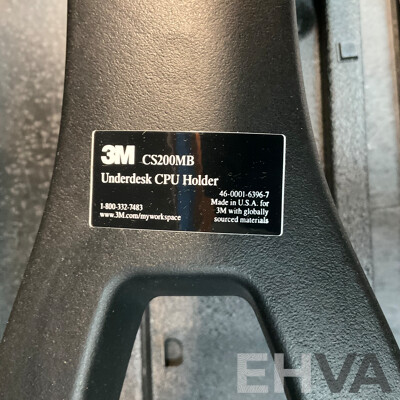 3M CS200MB
Underdesk CPU Holder
46-0001-6396-7
Made in U.S.A. for
3M with globally
sourced materials
1-800-332-7483
www.3M.com/myworkspace
EHVA